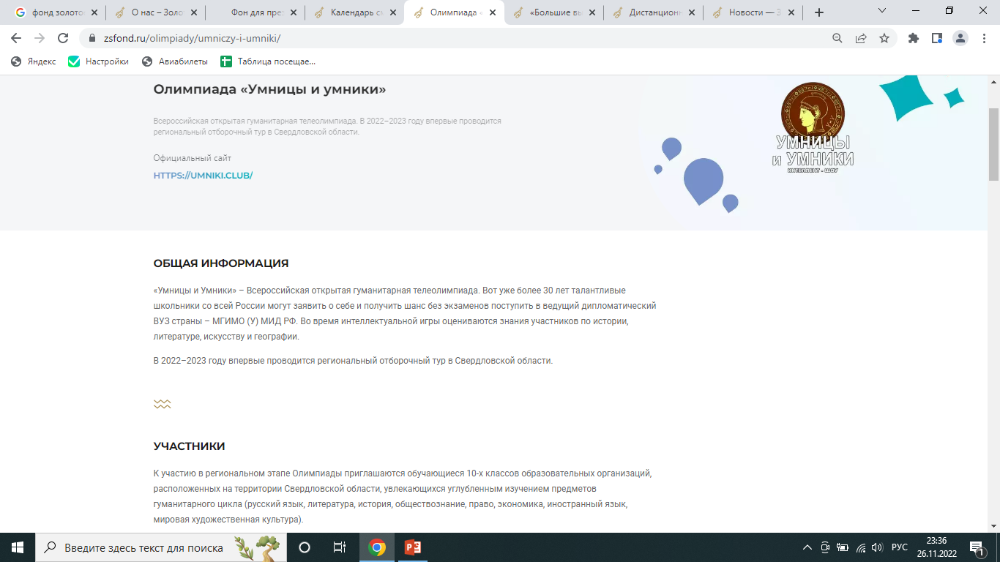 фонд золото
О нас – Золо
Фон для пре
Календарь с
Олимпиада «
«Большие вы
Дистанционн
Новости — З
zsfond.ru/olimpiady/umniczy-i-umniki/
Яндекс
Настройки
Авиабилеты
Таблица посещае...
Олимпиада «Умницы и умники»
Всероссийская открытая гуманитарная телеолимпиада. В 2022–2023 году впервые проводится
региональный отборочный тур в Свердловской области.
Официальный сайт
HTTPS://UMNIKI.CLUB/
УМНИЦЫ
и УМНИКИ
ИНТЕЛЛЕКТ - ШОУ
ОБЩАЯ ИНФОРМАЦИЯ
«Умницы и Умники» – Всероссийская открытая гуманитарная телеолимпиада. Вот уже более 30 лет талантливые
школьники со всей России могут заявить о себе и получить шанс без экзаменов поступить в ведущий дипломатический
ВУЗ страны – МГИМО (У) МИД РФ. Во время интеллектуальной игры оцениваются знания участников по истории,
литературе, искусству и географии.
В 2022–2023 году впервые проводится региональный отборочный тур в Свердловской области.
УЧАСТНИКИ
К участию в региональном этапе Олимпиады приглашаются обучающиеся 10-х классов образовательных организаций,
расположенных на территории Свердловской области, увлекающихся углубленным изучением предметов
гуманитарного цикла (русский язык, литература, история, обществознание, право, экономика, иностранный язык,
мировая художественная культура).
Введите здесь текст для поиска
РУС
23:36
26.11.2022
1